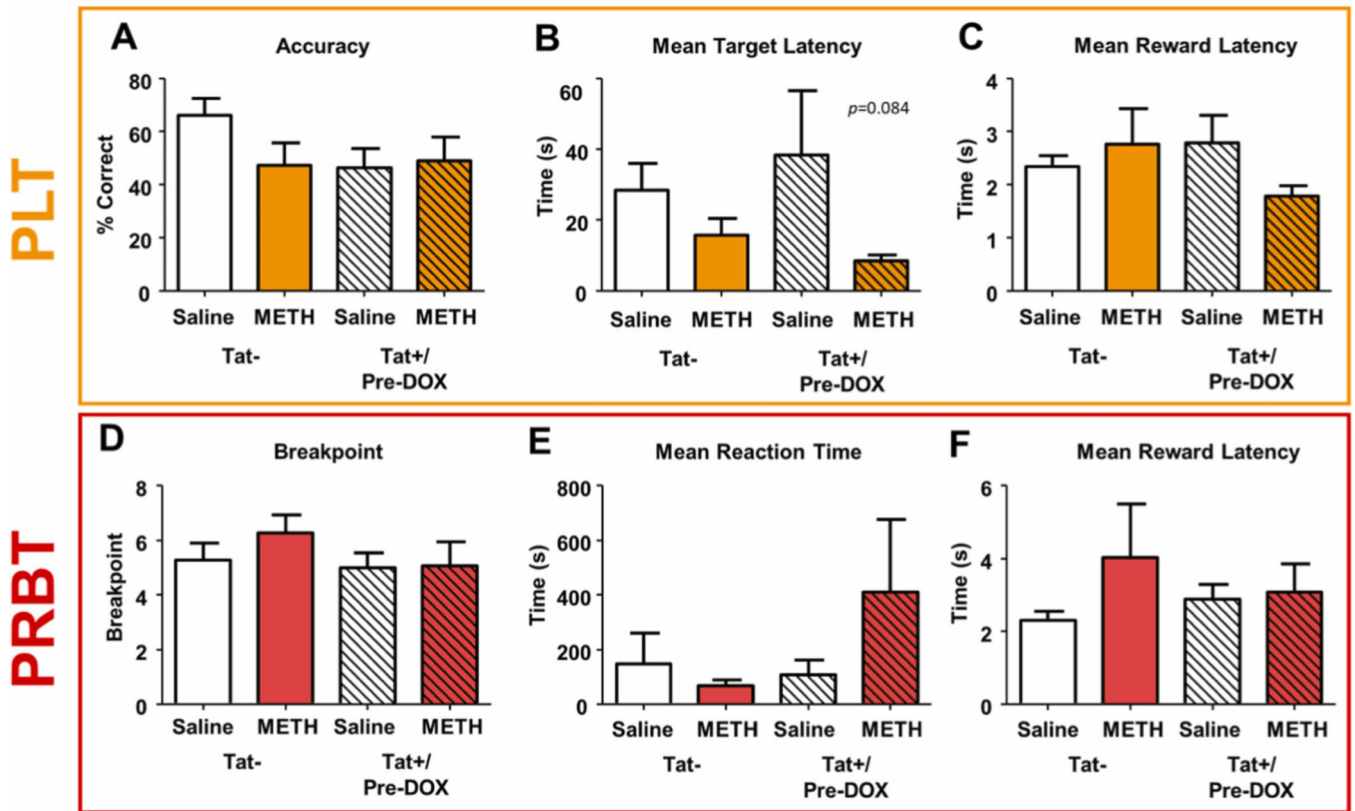 PLT
A Accuracy
% Correct
80
60
40
20
0
Saline METH Saline METH
Tat- Tat+/
Pre-DOX
B Mean Target Latency
Time (s)
60
40
20
0
p=0.084
Saline METH Saline METH
Tat- Tat+/
Pre-DOX
C Mean Reward Latency
Time (s)
4
3
2
1
0
Saline METH Saline METH
Tat- Tat+/
Pre-DOX
PRBT
D Breakpoint
Breakpoint
8
6
4
2
0
Saline METH Saline METH
Tat- Tat+/
Pre-DOX
E Mean Reaction Time
Time (s)
800
600
400
200
0
Saline METH Saline METH
Tat- Tat+/
Pre-DOX
F Mean Reward Latency
Time (s)
6
4
2
0
Saline METH Saline METH
Tat- Tat+/
Pre-DOX